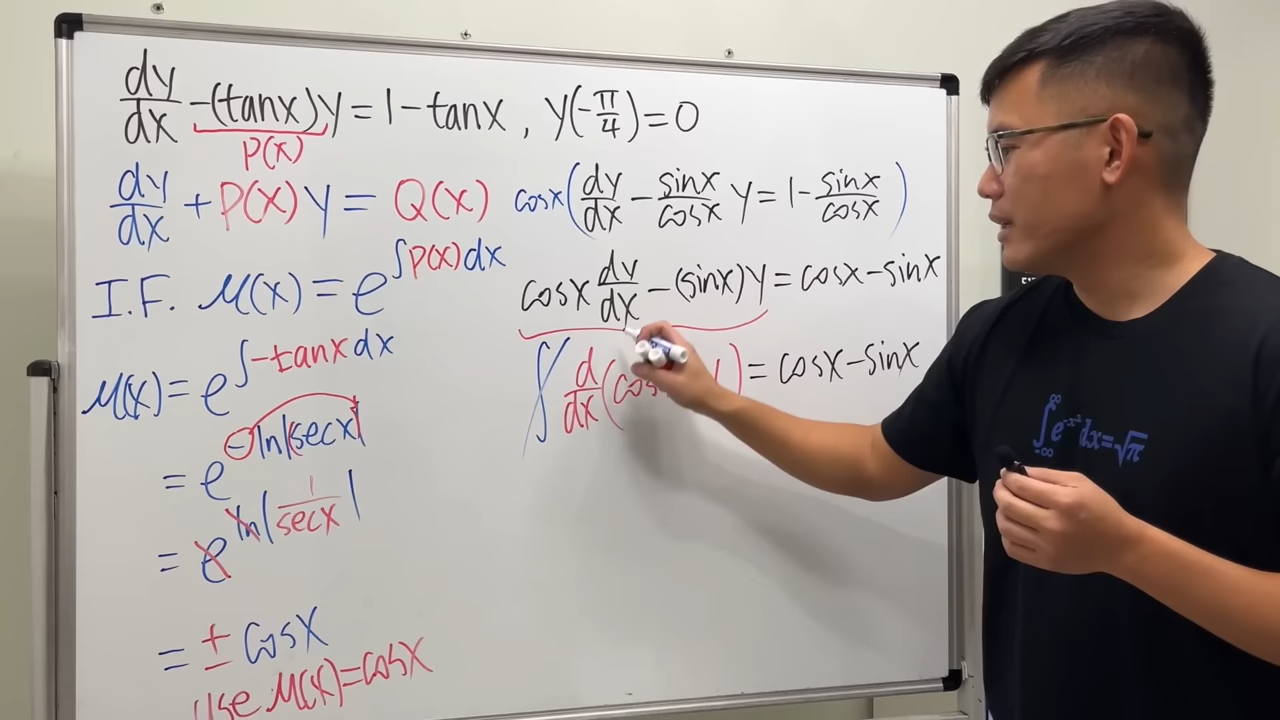 dy/dx -(tanx)y = 1 - tanx , y(-π/4) = 0
P(x)
dy/dx + P(x) y = Q(x)
I.F. μ(x) = e^∫P(x)dx
μ(x) = e^∫-tanx dx
= e^-ln|secx|
= e^ln|1/secx|
= ± cosx
use μ(x)=cosx
cosx(dy/dx - sinx/cosx y = 1 - sinx/cosx)
cosx dy/dx - (sinx)y = cosx - sinx
∫ d/dx (cos ) = cosx - sinx
∫_-∞^∞ e^-x² dx = √π